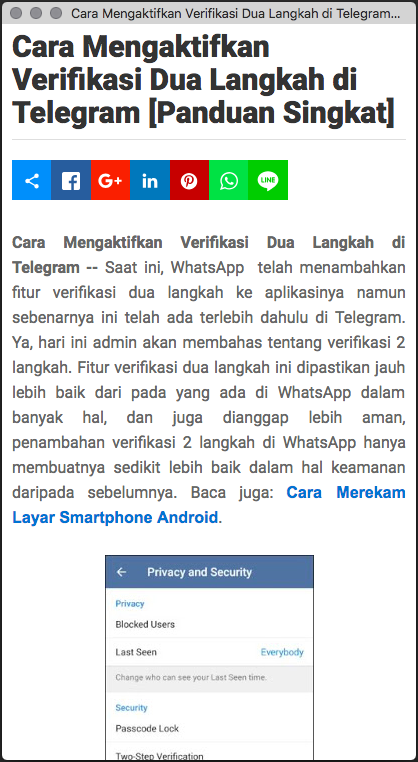 Cara Mengaktifkan Verifikasi Dua Langkah di Telegram...
Cara Mengaktifkan
Verifikasi Dua Langkah di
Telegram [Panduan Singkat]
f G+ in LINE
Cara Mengaktifkan Verifikasi Dua Langkah di
Telegram -- Saat ini, WhatsApp telah menambahkan
fitur verifikasi dua langkah ke aplikasinya namun
sebenarnya ini telah ada terlebih dahulu di Telegram.
Ya, hari ini admin akan membahas tentang verifikasi 2
langkah. Fitur verifikasi dua langkah ini dipastikan jauh
lebih baik dari pada yang ada di WhatsApp dalam
banyak hal, dan juga dianggap lebih aman,
penambahan verifikasi 2 langkah di WhatsApp hanya
membuatnya sedikit lebih baik dalam hal keamanan
daripada sebelumnya. Baca juga: Cara Merekam
Layar Smartphone Android.
Privacy and Security
Privacy
Blocked Users
Last Seen Everybody
Change who can see your Last Seen time.
Security
Passcode Lock
Two-Step Verification